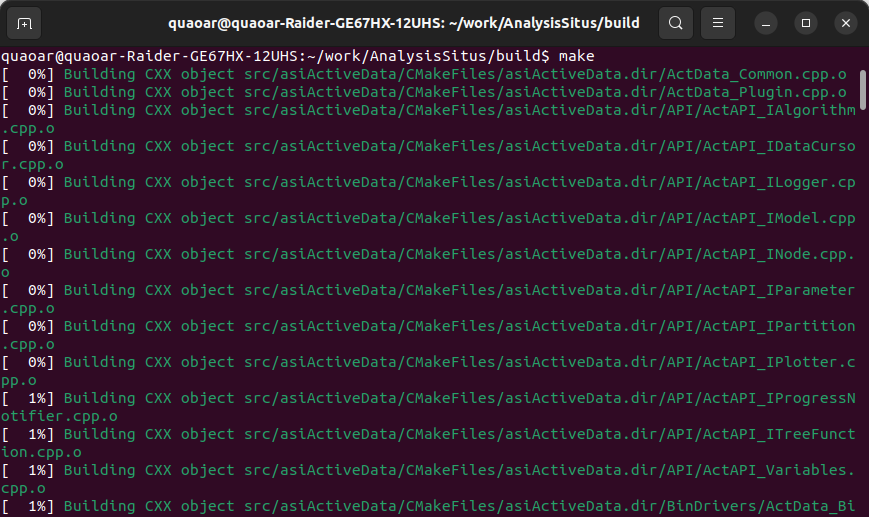 quaoar@quaoar-Raider-GE67HX-12UHS: ~/work/AnalysisSitus/build
quaoar@quaoar-Raider-GE67HX-12UHS:~/work/AnalysisSitus/build$ make
[  0%] Building CXX object src/asiActiveData/CMakeFiles/asiActiveData.dir/ActData_Common.cpp.o
[  0%] Building CXX object src/asiActiveData/CMakeFiles/asiActiveData.dir/ActData_Plugin.cpp.o
[  0%] Building CXX object src/asiActiveData/CMakeFiles/asiActiveData.dir/API/ActAPI_IAlgorithm
.cpp.o
[  0%] Building CXX object src/asiActiveData/CMakeFiles/asiActiveData.dir/API/ActAPI_IDataCurso
r.cpp.o
[  0%] Building CXX object src/asiActiveData/CMakeFiles/asiActiveData.dir/API/ActAPI_ILogger.cp
p.o
[  0%] Building CXX object src/asiActiveData/CMakeFiles/asiActiveData.dir/API/ActAPI_IModel.cpp
.o
[  0%] Building CXX object src/asiActiveData/CMakeFiles/asiActiveData.dir/API/ActAPI_INode.cpp.
o
[  0%] Building CXX object src/asiActiveData/CMakeFiles/asiActiveData.dir/API/ActAPI_IParameter
.cpp.o
[  0%] Building CXX object src/asiActiveData/CMakeFiles/asiActiveData.dir/API/ActAPI_IPartition
.cpp.o
[  0%] Building CXX object src/asiActiveData/CMakeFiles/asiActiveData.dir/API/ActAPI_IPlotter.c
pp.o
[  1%] Building CXX object src/asiActiveData/CMakeFiles/asiActiveData.dir/API/ActAPI_IProgressN
otifier.cpp.o
[  1%] Building CXX object src/asiActiveData/CMakeFiles/asiActiveData.dir/API/ActAPI_ITreeFunct
ion.cpp.o
[  1%] Building CXX object src/asiActiveData/CMakeFiles/asiActiveData.dir/API/ActAPI_Variables.
cpp.o
[  1%] Building CXX object src/asiActiveData/CMakeFiles/asiActiveData.dir/BinDrivers/ActData_Bi